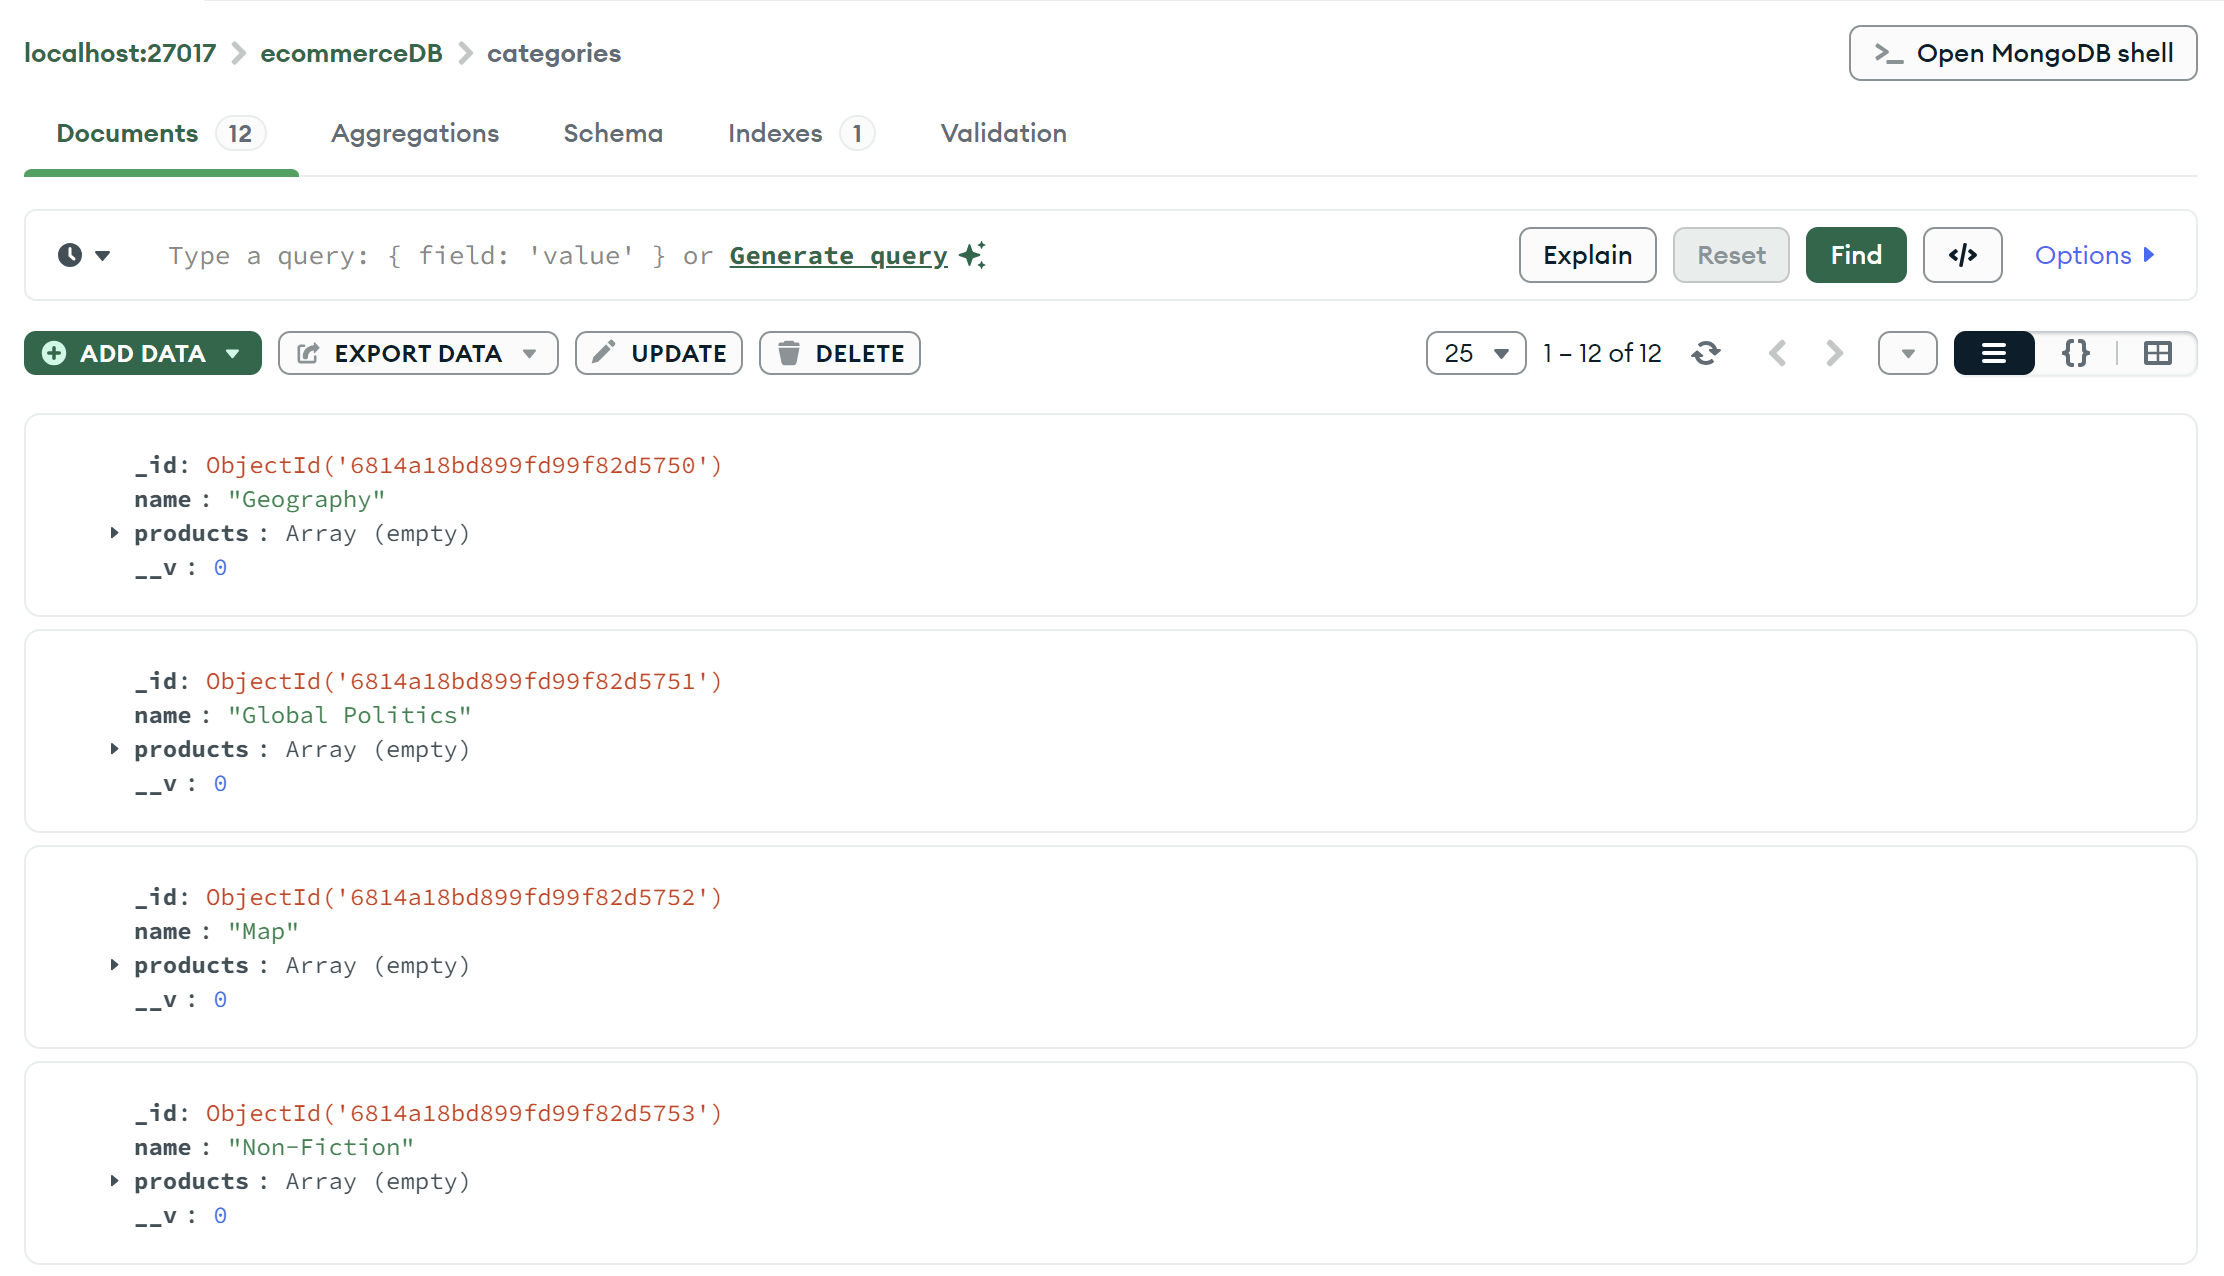 localhost:27017 ecommerceDB categories
>_ Open MongoDB shell
Documents 12 Aggregations Schema Indexes 1 Validation
Type a query: { field: 'value' } or Generate query
Explain Reset Find </> Options
ADD DATA EXPORT DATA UPDATE DELETE
25 1 – 12 of 12 {}
_id: ObjectId('6814a18bd899fd99f82d5750')
name : "Geography"
products : Array (empty)
__v : 0
_id: ObjectId('6814a18bd899fd99f82d5751')
name : "Global Politics"
products : Array (empty)
__v : 0
_id: ObjectId('6814a18bd899fd99f82d5752')
name : "Map"
products : Array (empty)
__v : 0
_id: ObjectId('6814a18bd899fd99f82d5753')
name : "Non-Fiction"
products : Array (empty)
__v : 0